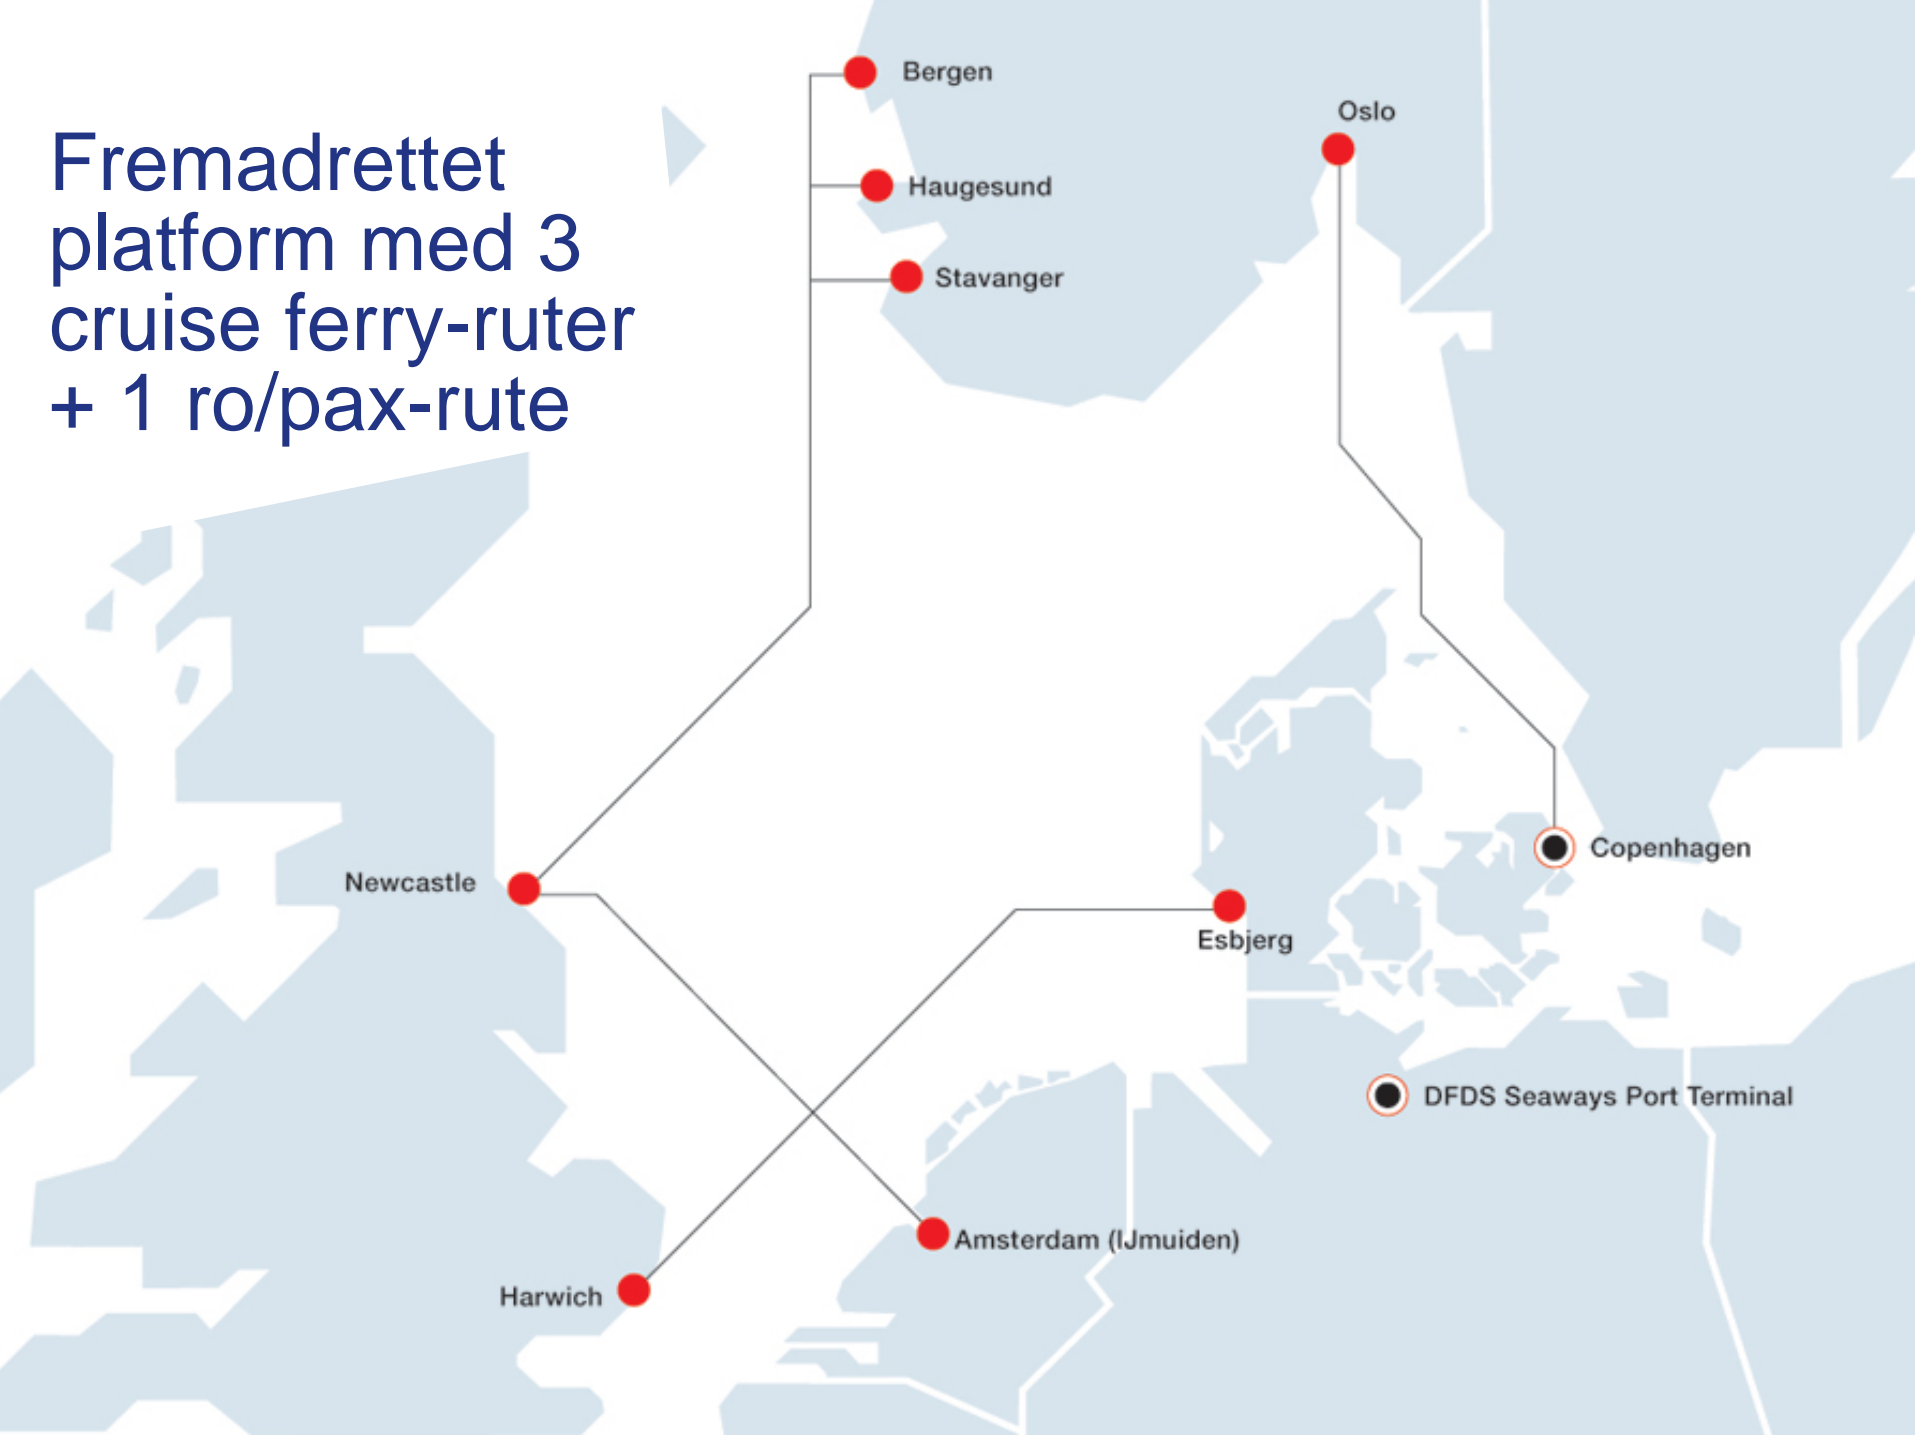 Fremadrettet
platform med 3
cruise ferry-ruter
+ 1 ro/pax-rute
Bergen
Oslo
Haugesund
Stavanger
Copenhagen
Newcastle
Esbjerg
DFDS Seaways Port Terminal
Amsterdam (IJmuiden)
Harwich